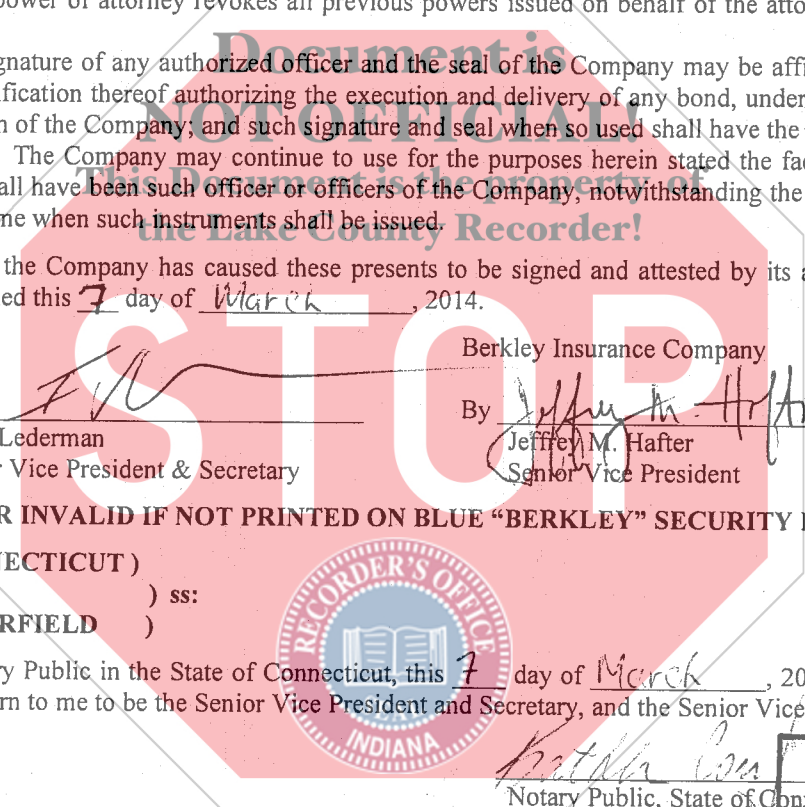 power of attorney revokes all previous powers issued on behalf of the atto
Document is
gnature of any authorized officer and the seal of the Company may be affi
ification thereof authorizing the execution and delivery of any bond, under
NOT OFFICIAL!
n of the Company; and such signature and seal when so used shall have the
The Company may continue to use for the purposes herein stated the fac
This Document is the property of
all have been such officer or officers of the Company, notwithstanding the
me when such instruments shall be issued.
the Lake County Recorder!
the Company has caused these presents to be signed and attested by its a
ed this 7 day of March, 2014.
STOP
Berkley Insurance Company
By Jeffrey M. Hafter
Lederman
Jeffrey M. Hafter
r Vice President & Secretary
Senior Vice President
R INVALID IF NOT PRINTED ON BLUE “BERKLEY” SECURITY
NECTICUT )
) ss:
RFIELD )
RECORDER'S OFFICE
ry Public in the State of Connecticut, this 7 day of March, 20
rn to me to be the Senior Vice President and Secretary, and the Senior Vice
INDIANA
Notary Public, State of Conn